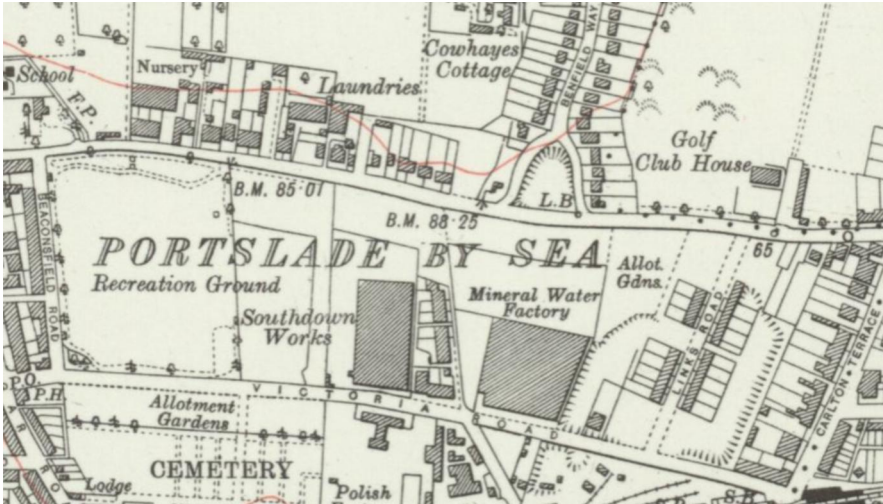 Cowhayes
Cottage
BENFIELD WAY
School
Nursery
Laundries
F.P.
Golf
Club House
B.M. 85·01
L.B
B.M. 88·25
65
PORTSLADE BY SEA
Allot.
Gdns.
Recreation Ground
Mineral Water
Factory
Southdown
Works
BEACONSFIELD ROAD
LINKS ROAD
CARLTON TERRACE
P.O.
P.H.
VICTORIA ROAD
Allotment
Gardens
CEMETERY
Lodge
Polish
S.B.